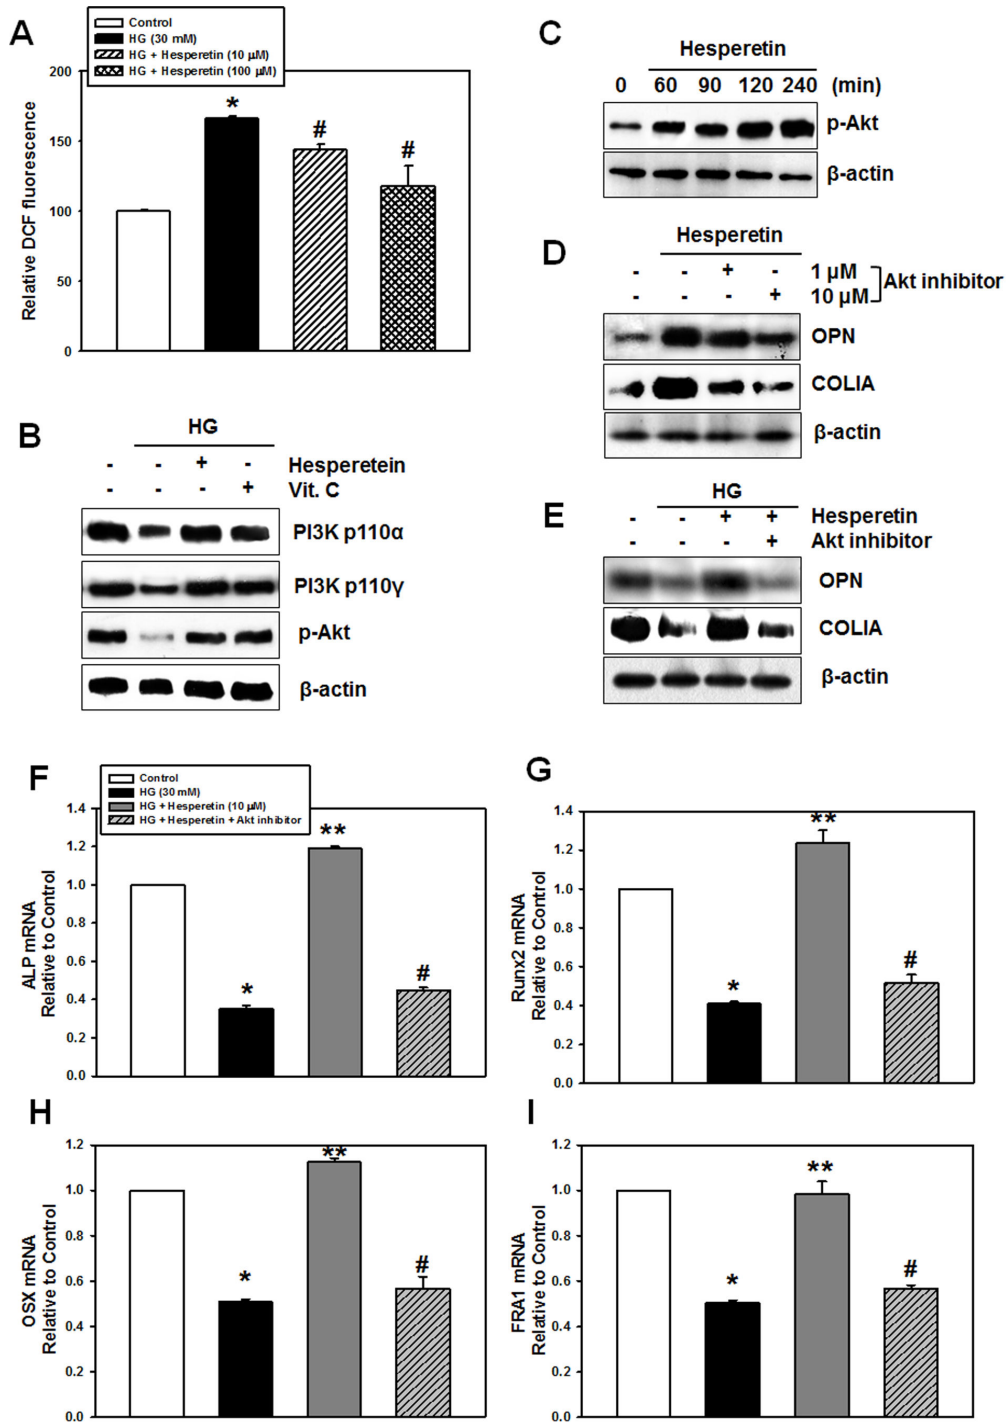 A
Control
HG (30 mM)
HG + Hesperetin (10 µM)
HG + Hesperetin (100 µM)
Relative DCF fluorescence
200
150
100
50
0
*
#
#
B
HG
- - + - Hesperetein
- - - + Vit. C
PI3K p110α
PI3K p110γ
p-Akt
β-actin
C
Hesperetin
0 60 90 120 240 (min)
p-Akt
β-actin
D
Hesperetin
- - + - 1 µM
- - - + 10 µM
Akt inhibitor
OPN
COLIA
β-actin
E
HG
- - + + Hesperetin
- - - + Akt inhibitor
OPN
COLIA
β-actin
F
Control
HG (30 mM)
HG + Hesperetin (10 µM)
HG + Hesperetin + Akt inhibitor
ALP mRNA
Relative to Control
1.4
1.2
1.0
0.8
0.6
0.4
0.2
0.0
*
**
#
G
Runx2 mRNA
Relative to Control
1.4
1.2
1.0
0.8
0.6
0.4
0.2
0.0
*
**
#
H
OSX mRNA
Relative to Control
1.2
1.0
0.8
0.6
0.4
0.2
0.0
*
**
#
I
FRA1 mRNA
Relative to Control
1.2
1.0
0.8
0.6
0.4
0.2
0.0
*
**
#